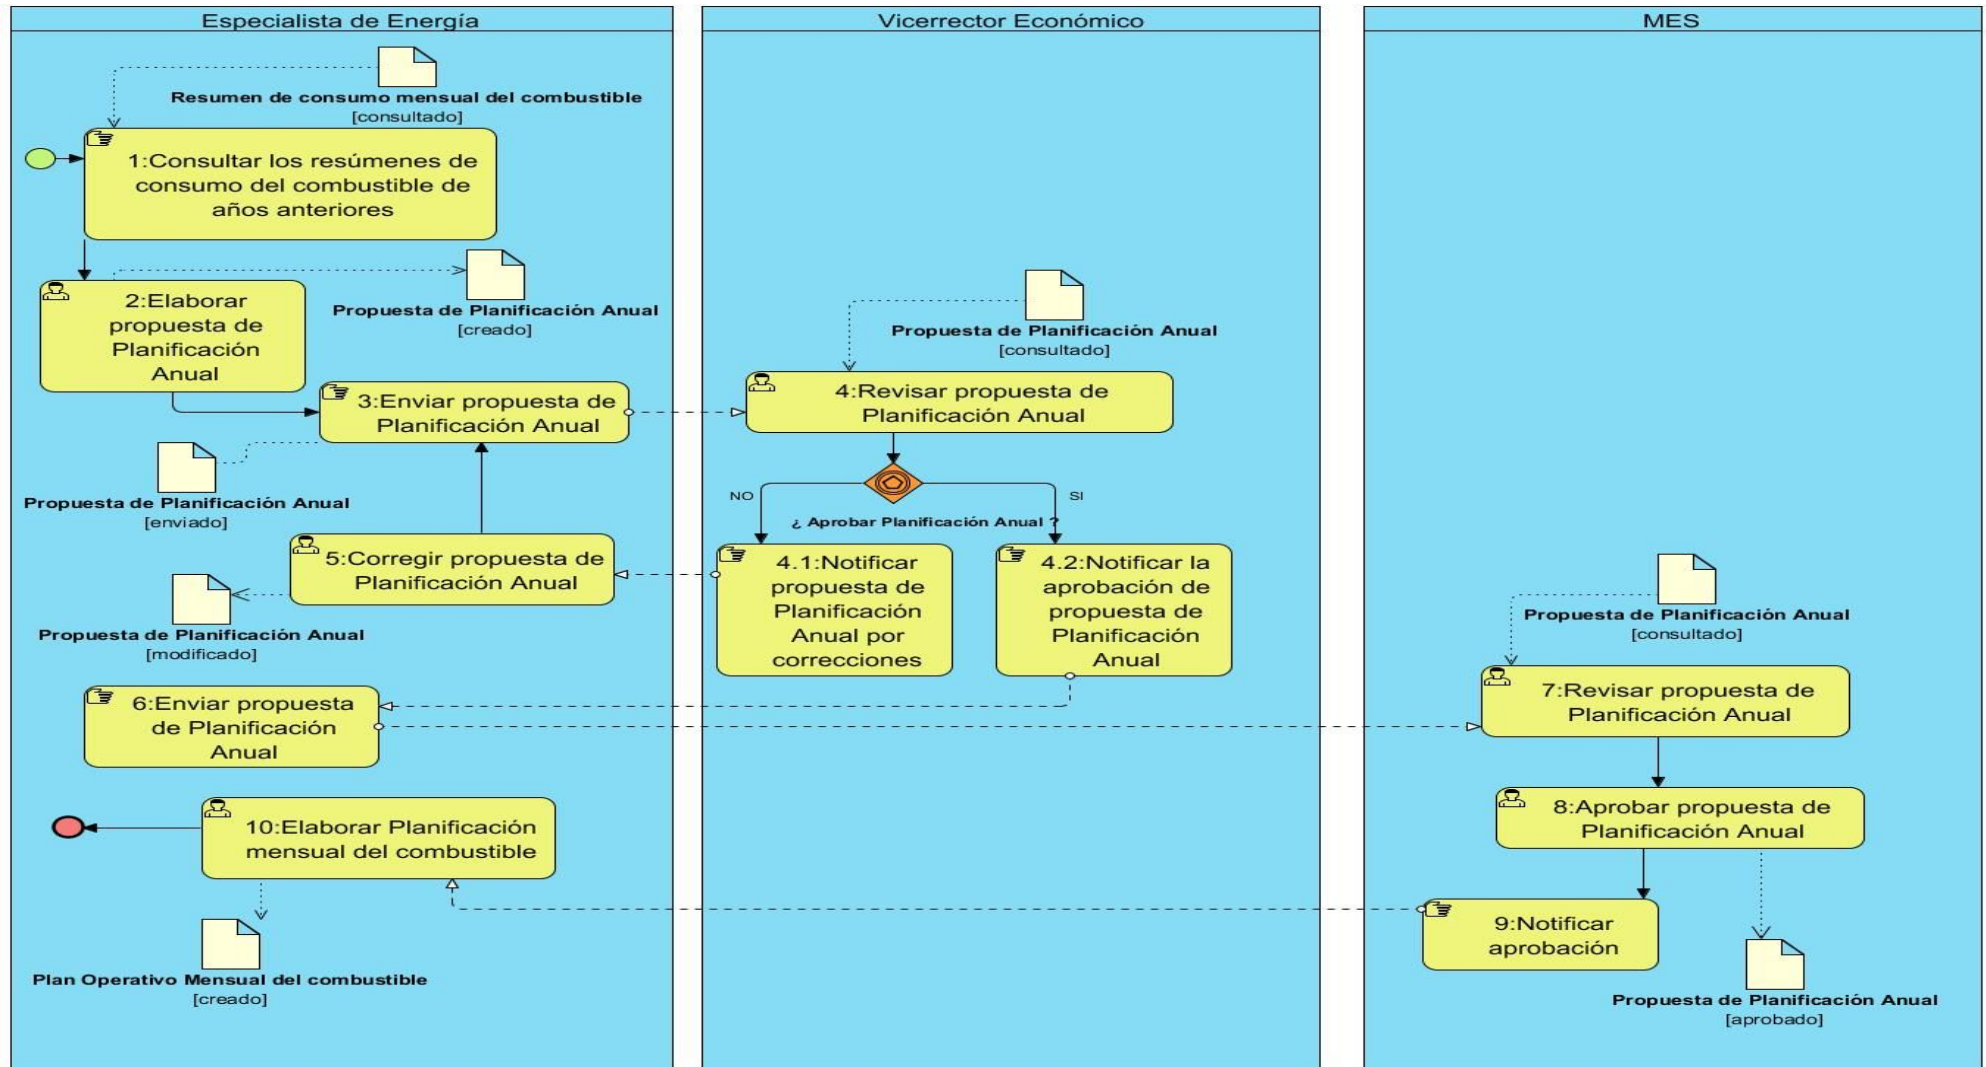 Especialista de Energía
Resumen de consumo mensual del combustible
[consultado]
1:Consultar los resúmenes de
consumo del combustible de
años anteriores
2:Elaborar
propuesta de
Planificación
Anual
Propuesta de Planificación Anual
[creado]
3:Enviar propuesta de
Planificación Anual
Propuesta de Planificación Anual
[enviado]
5:Corregir propuesta de
Planificación Anual
Propuesta de Planificación Anual
[modificado]
6:Enviar propuesta
de Planificación
Anual
10:Elaborar Planificación
mensual del combustible
Plan Operativo Mensual del combustible
[creado]
Vicerrector Económico
Propuesta de Planificación Anual
[consultado]
4:Revisar propuesta de
Planificación Anual
NO
SI
¿ Aprobar Planificación Anual ?
4.1:Notificar
propuesta de
Planificación
Anual por
correcciones
4.2:Notificar la
aprobación de
propuesta de
Planificación
Anual
MES
Propuesta de Planificación Anual
[consultado]
7:Revisar propuesta de
Planificación Anual
8:Aprobar propuesta de
Planificación Anual
9:Notificar
aprobación
Propuesta de Planificación Anual
[aprobado]